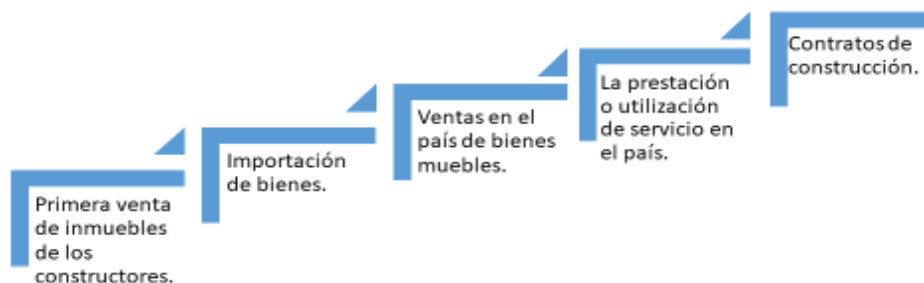 Primera venta
de inmuebles
de los
constructores.
Importación
de bienes.
Ventas en el
país de bienes
muebles.
La prestación
o utilización
de servicio en
el país.
Contratos de
construcción.